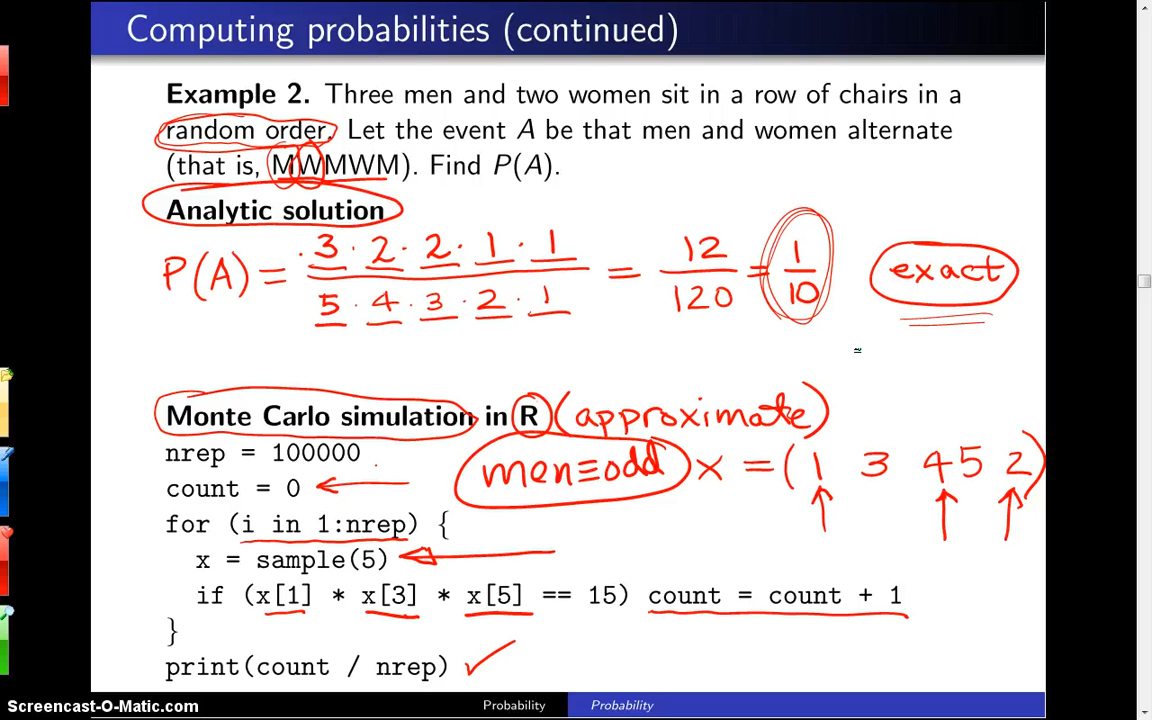 Computing probabilities (continued)
Example 2. Three men and two women sit in a row of chairs in a
random order. Let the event A be that men and women alternate
(that is, MWMWM). Find P(A).
Analytic solution
P(A) = 3 · 2 · 2 · 1 · 1 / 5 · 4 · 3 · 2 · 1 = 12 / 120 = 1 / 10 exact
Monte Carlo simulation in R (approximate)
nrep = 100000
men≡odd x = (1 3 4 5 2)
count = 0
for (i in 1:nrep) {
x = sample(5)
if (x[1] * x[3] * x[5] == 15) count = count + 1
}
print(count / nrep)
Probability Probability
Screencast-O-Matic.com